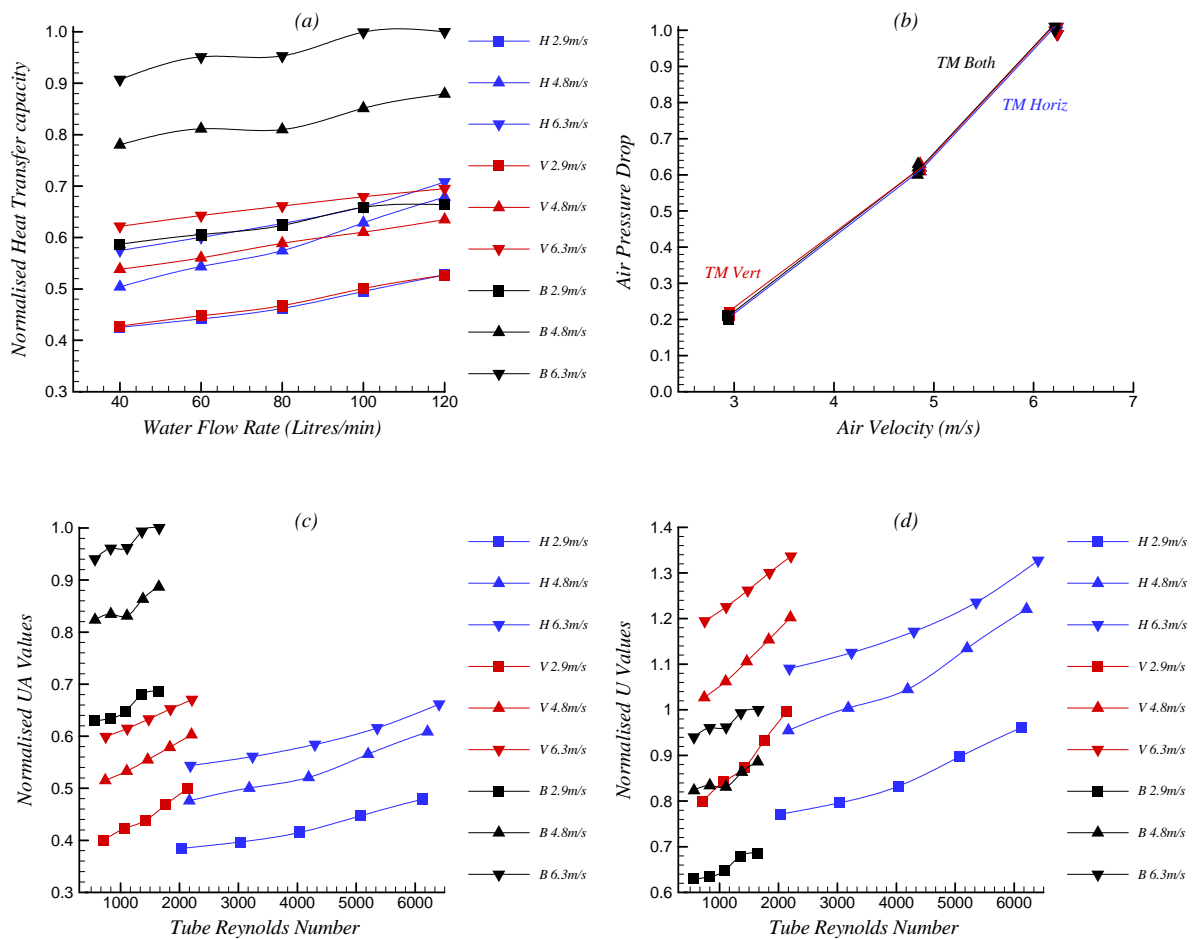 (a)
1.0
0.9
0.8
0.7
0.6
0.5
0.4
0.3
Normalised Heat Transfer capacity
40 60 80 100 120
Water Flow Rate (Litres/min)
H 2.9m/s
H 4.8m/s
H 6.3m/s
V 2.9m/s
V 4.8m/s
V 6.3m/s
B 2.9m/s
B 4.8m/s
B 6.3m/s
(b)
1.0
0.9
0.8
0.7
0.6
0.5
0.4
0.3
0.2
0.1
0.0
Air Pressure Drop
TM Both
TM Horiz
TM Vert
3 4 5 6 7
Air Velocity (m/s)
(c)
1.0
0.9
0.8
0.7
0.6
0.5
0.4
0.3
Normalised UA Values
1000 2000 3000 4000 5000 6000
Tube Reynolds Number
H 2.9m/s
H 4.8m/s
H 6.3m/s
V 2.9m/s
V 4.8m/s
V 6.3m/s
B 2.9m/s
B 4.8m/s
B 6.3m/s
(d)
1.4
1.3
1.2
1.1
1.0
0.9
0.8
0.7
0.6
Normalised U Values
1000 2000 3000 4000 5000 6000
Tube Reynolds Number
H 2.9m/s
H 4.8m/s
H 6.3m/s
V 2.9m/s
V 4.8m/s
V 6.3m/s
B 2.9m/s
B 4.8m/s
B 6.3m/s